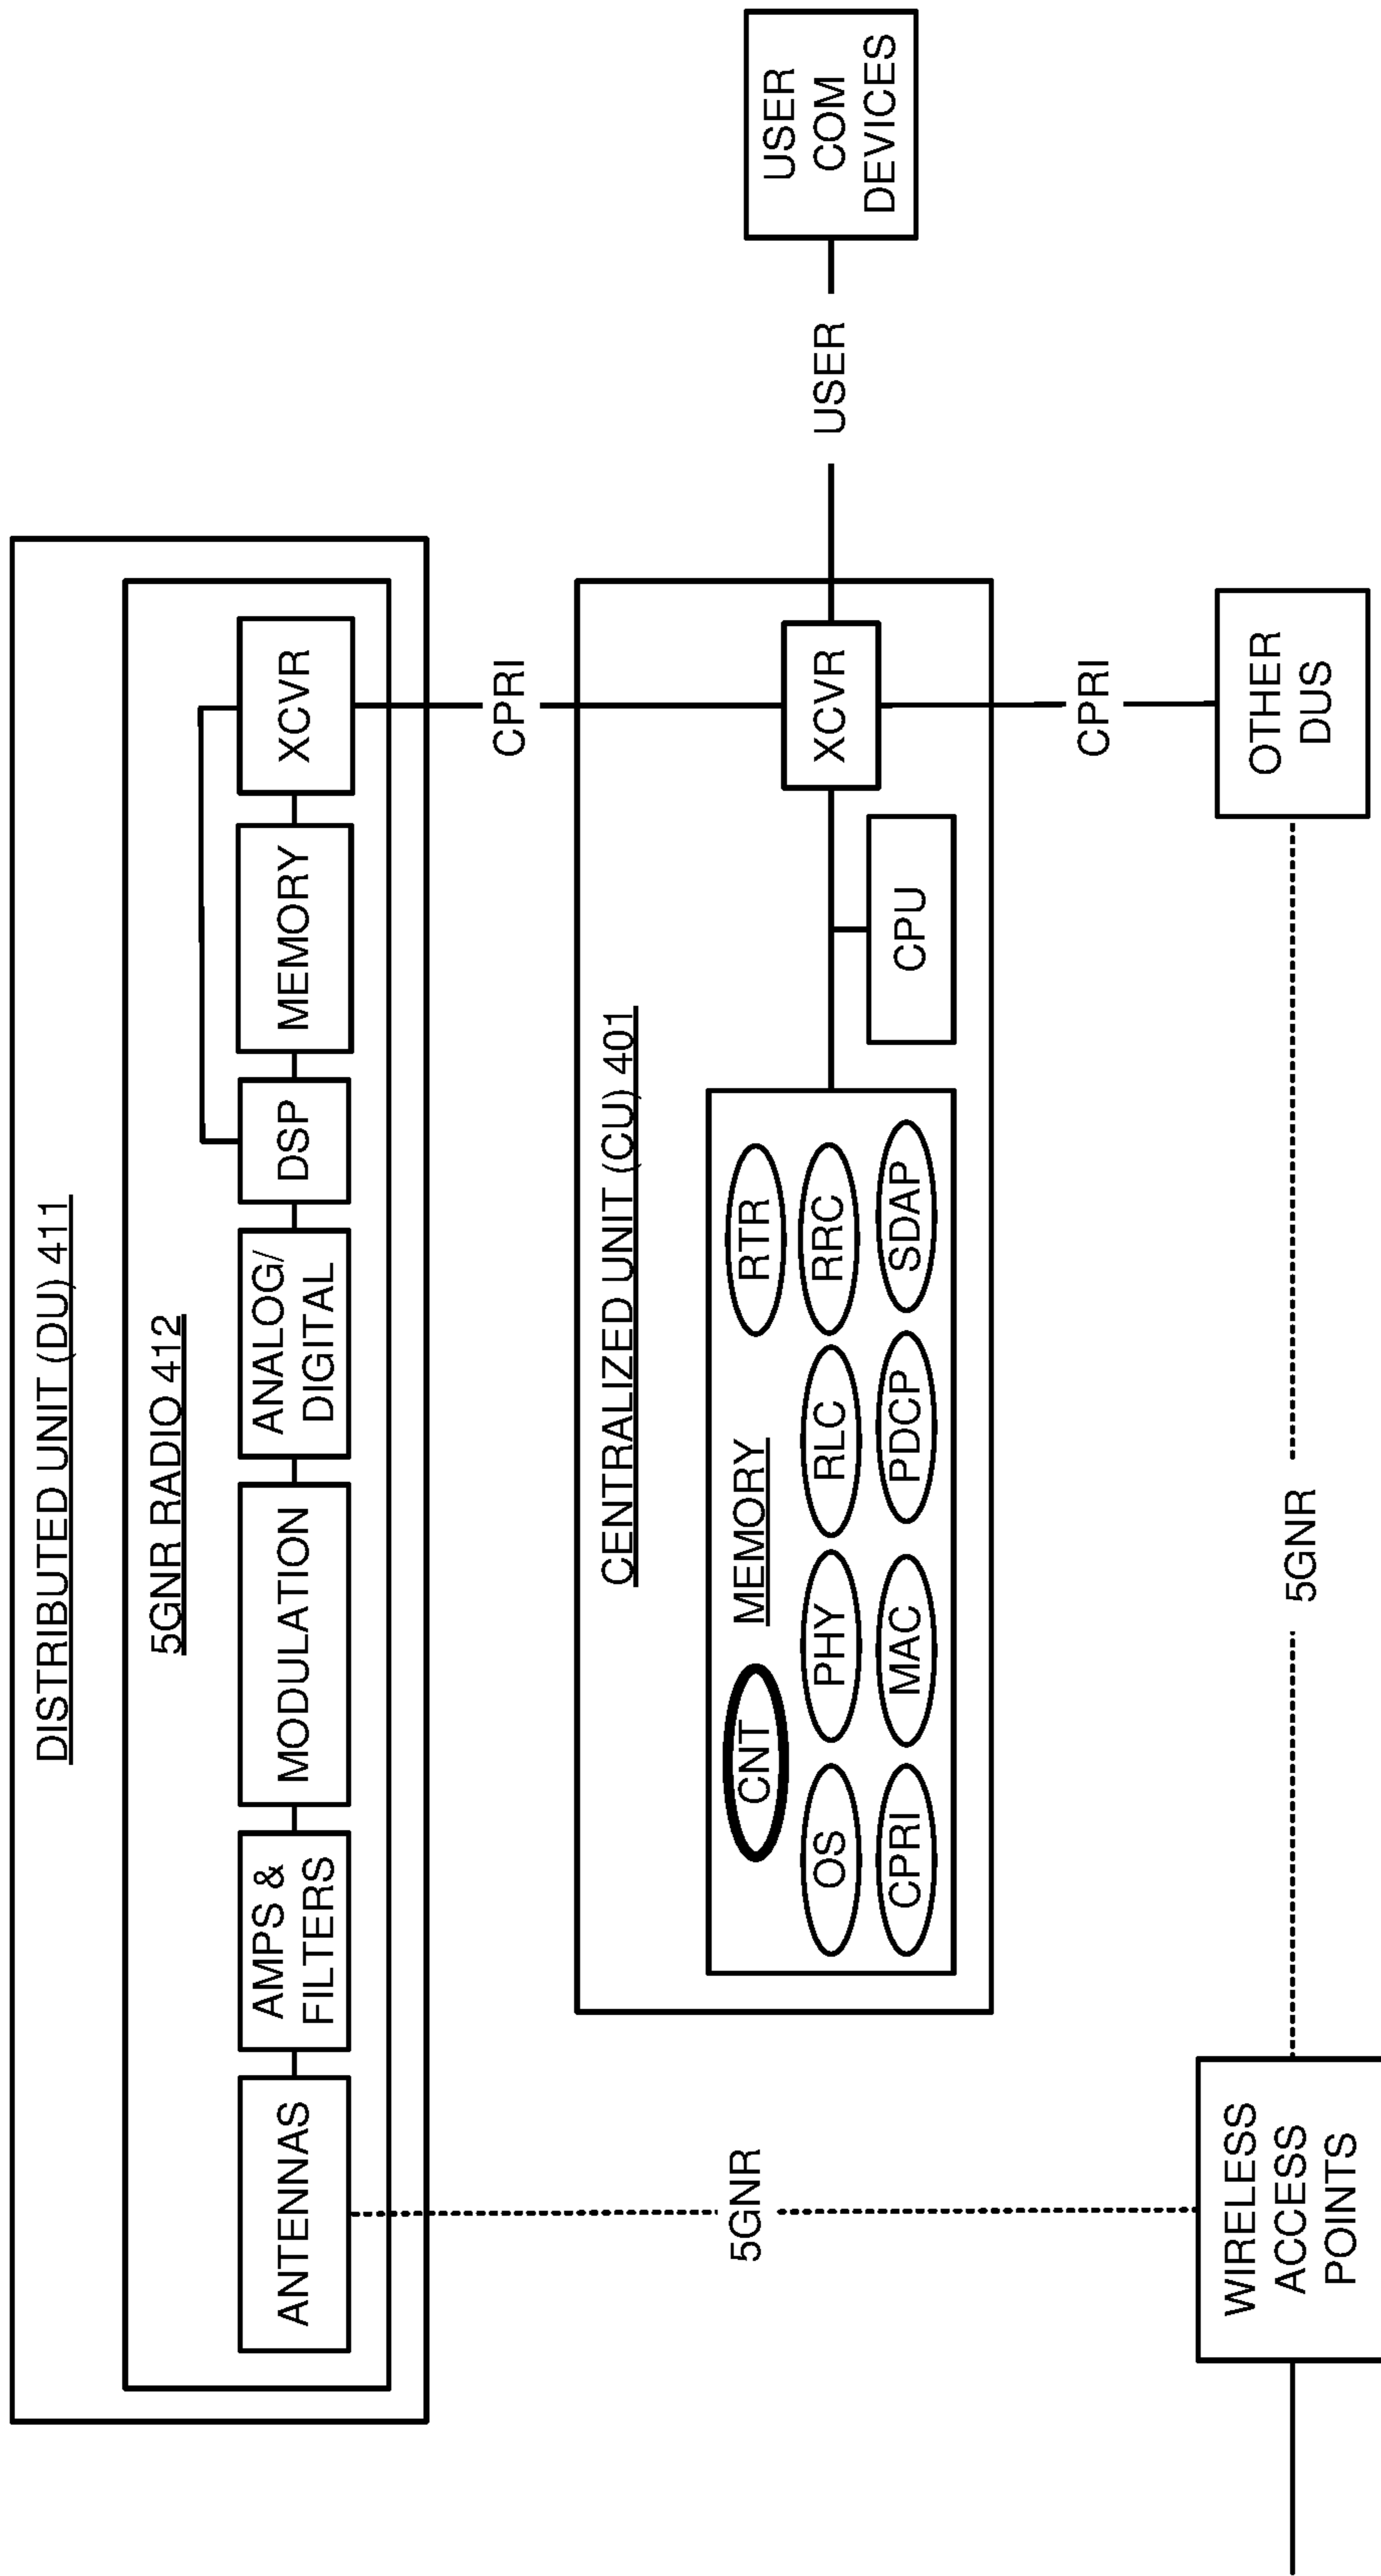 DISTRIBUTED UNIT (DU) 411
5GNR RADIO 412
ANTENNAS
AMPS &
FILTERS
MODULATION
ANALOG/
DIGITAL
DSP
MEMORY
XCVR
CPRI
5GNR
CENTRALIZED UNIT (CU) 401
CNT
MEMORY
RTR
OS
PHY
RLC
RRC
CPRI
MAC
PDCP
SDAP
CPU
XCVR
USER
USER
COM
DEVICES
CPRI
WIRELESS
ACCESS
POINTS
5GNR
OTHER
DUS